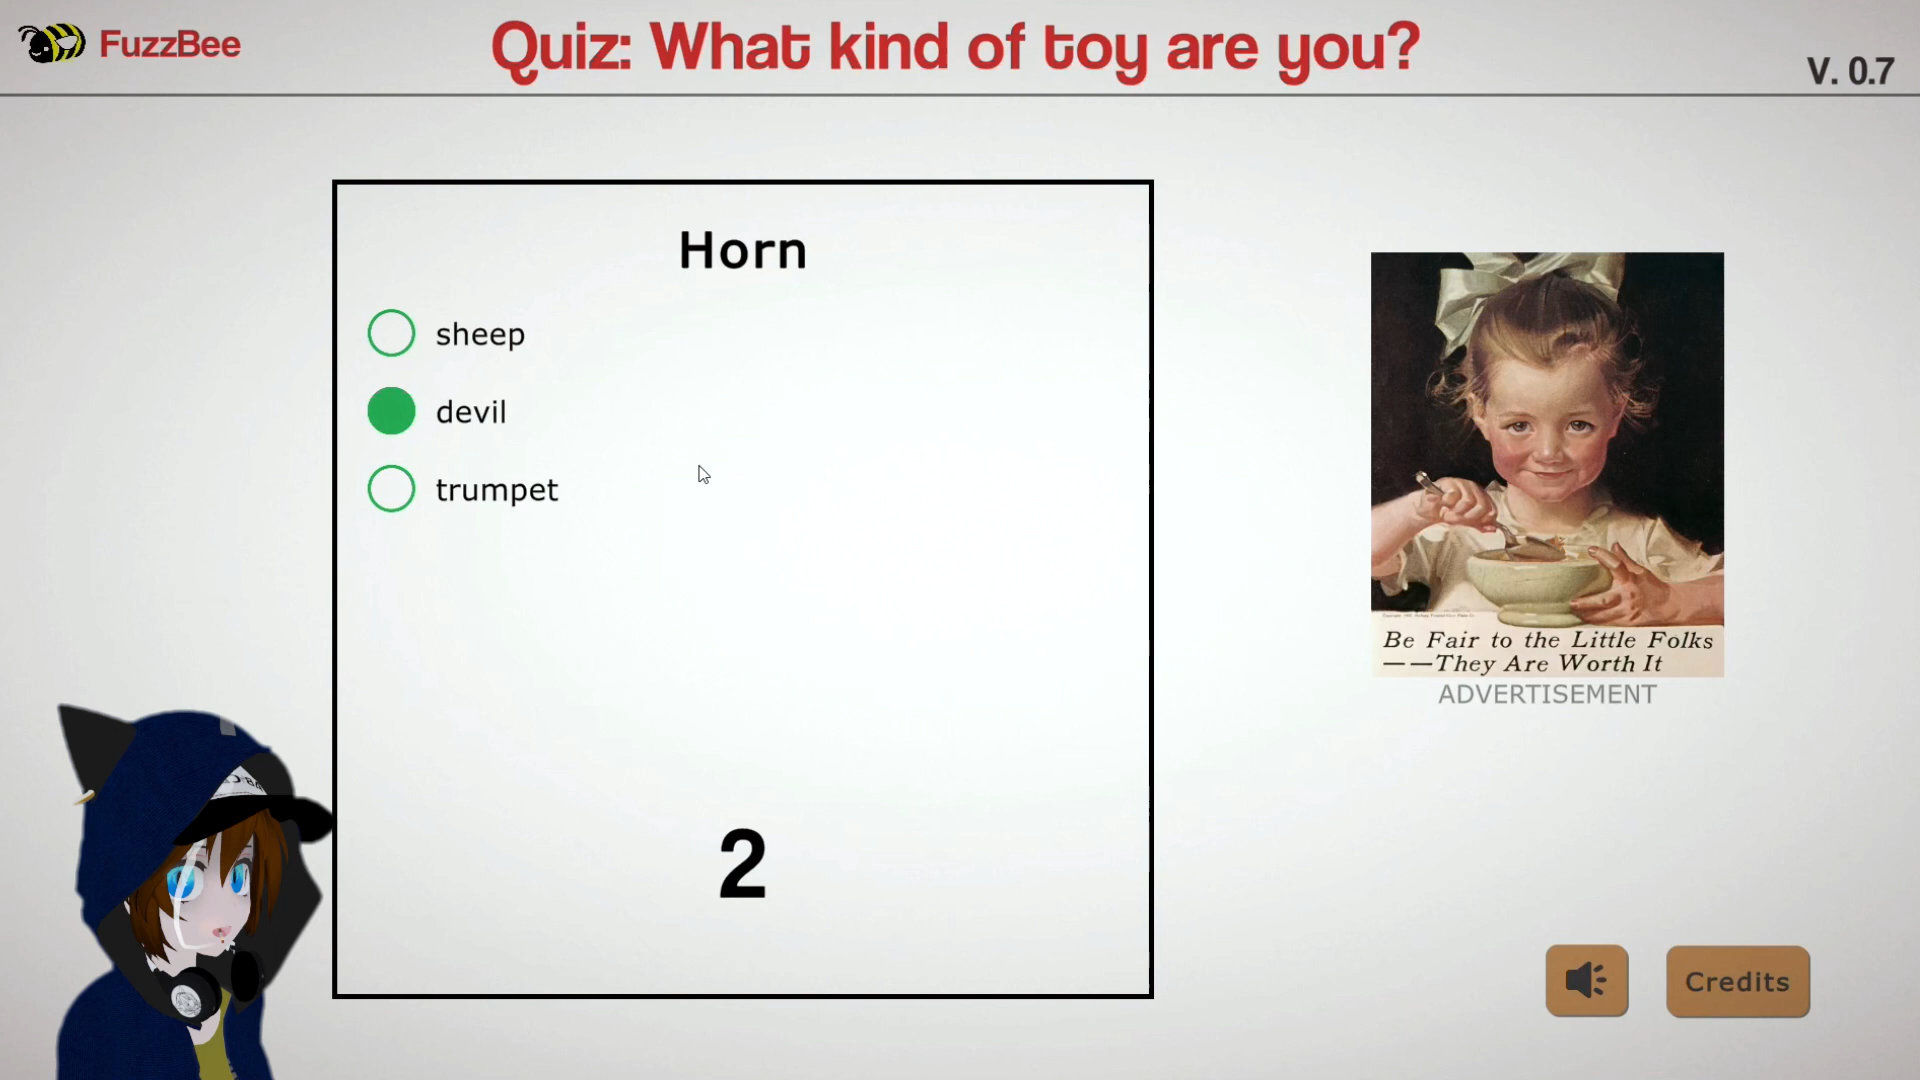 FuzzBee
Quiz: What kind of toy are you?
V. 0.7
Horn
sheep
devil
trumpet
2
Be Fair to the Little Folks
——They Are Worth It
ADVERTISEMENT
Credits